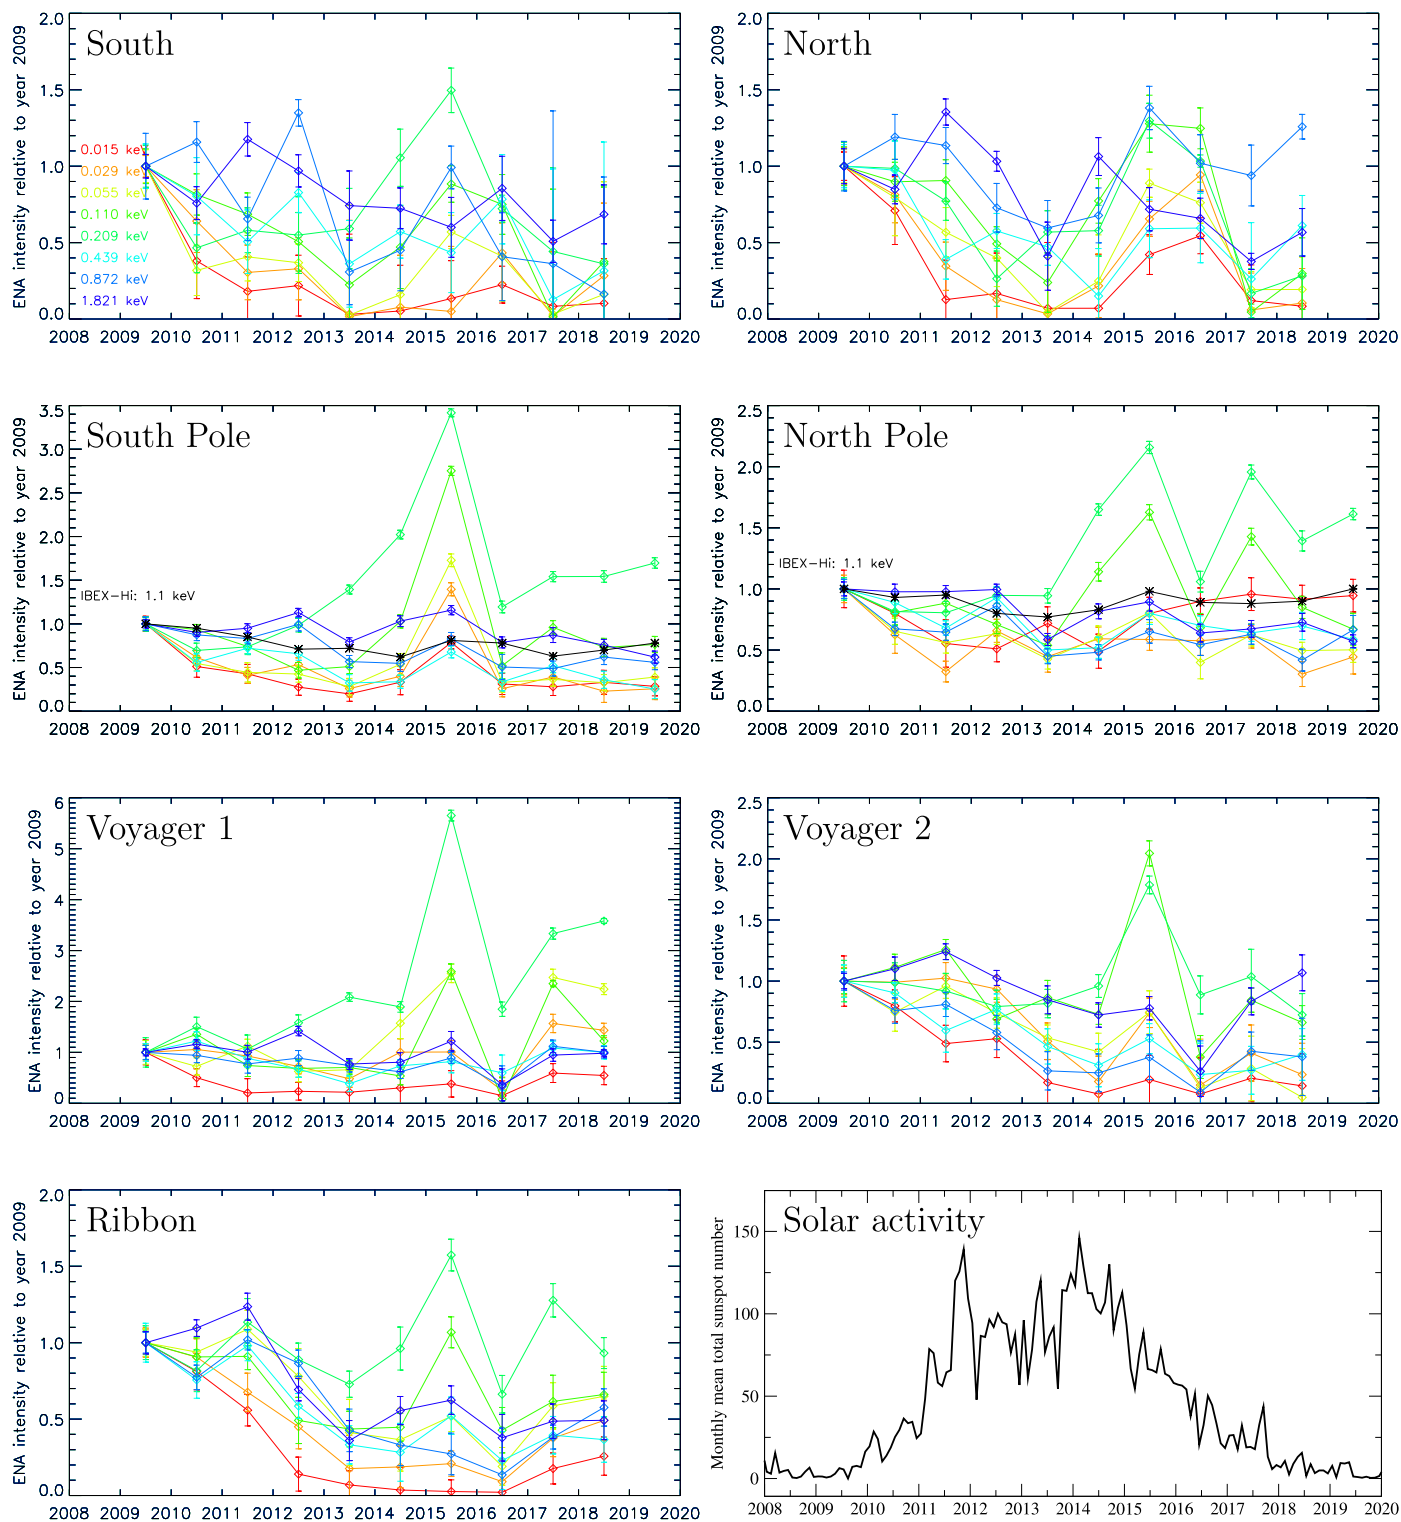 South
ENA intensity relative to year 2009
2.0
1.5
1.0
0.5
0.0
0.015 keV
0.029 keV
0.055 keV
0.110 keV
0.209 keV
0.439 keV
0.872 keV
1.821 keV
2008 2009 2010 2011 2012 2013 2014 2015 2016 2017 2018 2019 2020
North
ENA intensity relative to year 2009
2.0
1.5
1.0
0.5
0.0
2008 2009 2010 2011 2012 2013 2014 2015 2016 2017 2018 2019 2020
South Pole
ENA intensity relative to year 2009
3.5
3.0
2.5
2.0
1.5
1.0
0.5
0.0
IBEX-Hi: 1.1 keV
2008 2009 2010 2011 2012 2013 2014 2015 2016 2017 2018 2019 2020
North Pole
ENA intensity relative to year 2009
2.5
2.0
1.5
1.0
0.5
0.0
IBEX-Hi: 1.1 keV
2008 2009 2010 2011 2012 2013 2014 2015 2016 2017 2018 2019 2020
Voyager 1
ENA intensity relative to year 2009
6
5
4
3
2
1
0
2008 2009 2010 2011 2012 2013 2014 2015 2016 2017 2018 2019 2020
Voyager 2
ENA intensity relative to year 2009
2.5
2.0
1.5
1.0
0.5
0.0
2008 2009 2010 2011 2012 2013 2014 2015 2016 2017 2018 2019 2020
Ribbon
ENA intensity relative to year 2009
2.0
1.5
1.0
0.5
0.0
2008 2009 2010 2011 2012 2013 2014 2015 2016 2017 2018 2019 2020
Solar activity
Monthly mean total sunspot number
150
100
50
0
2008 2009 2010 2011 2012 2013 2014 2015 2016 2017 2018 2019 2020